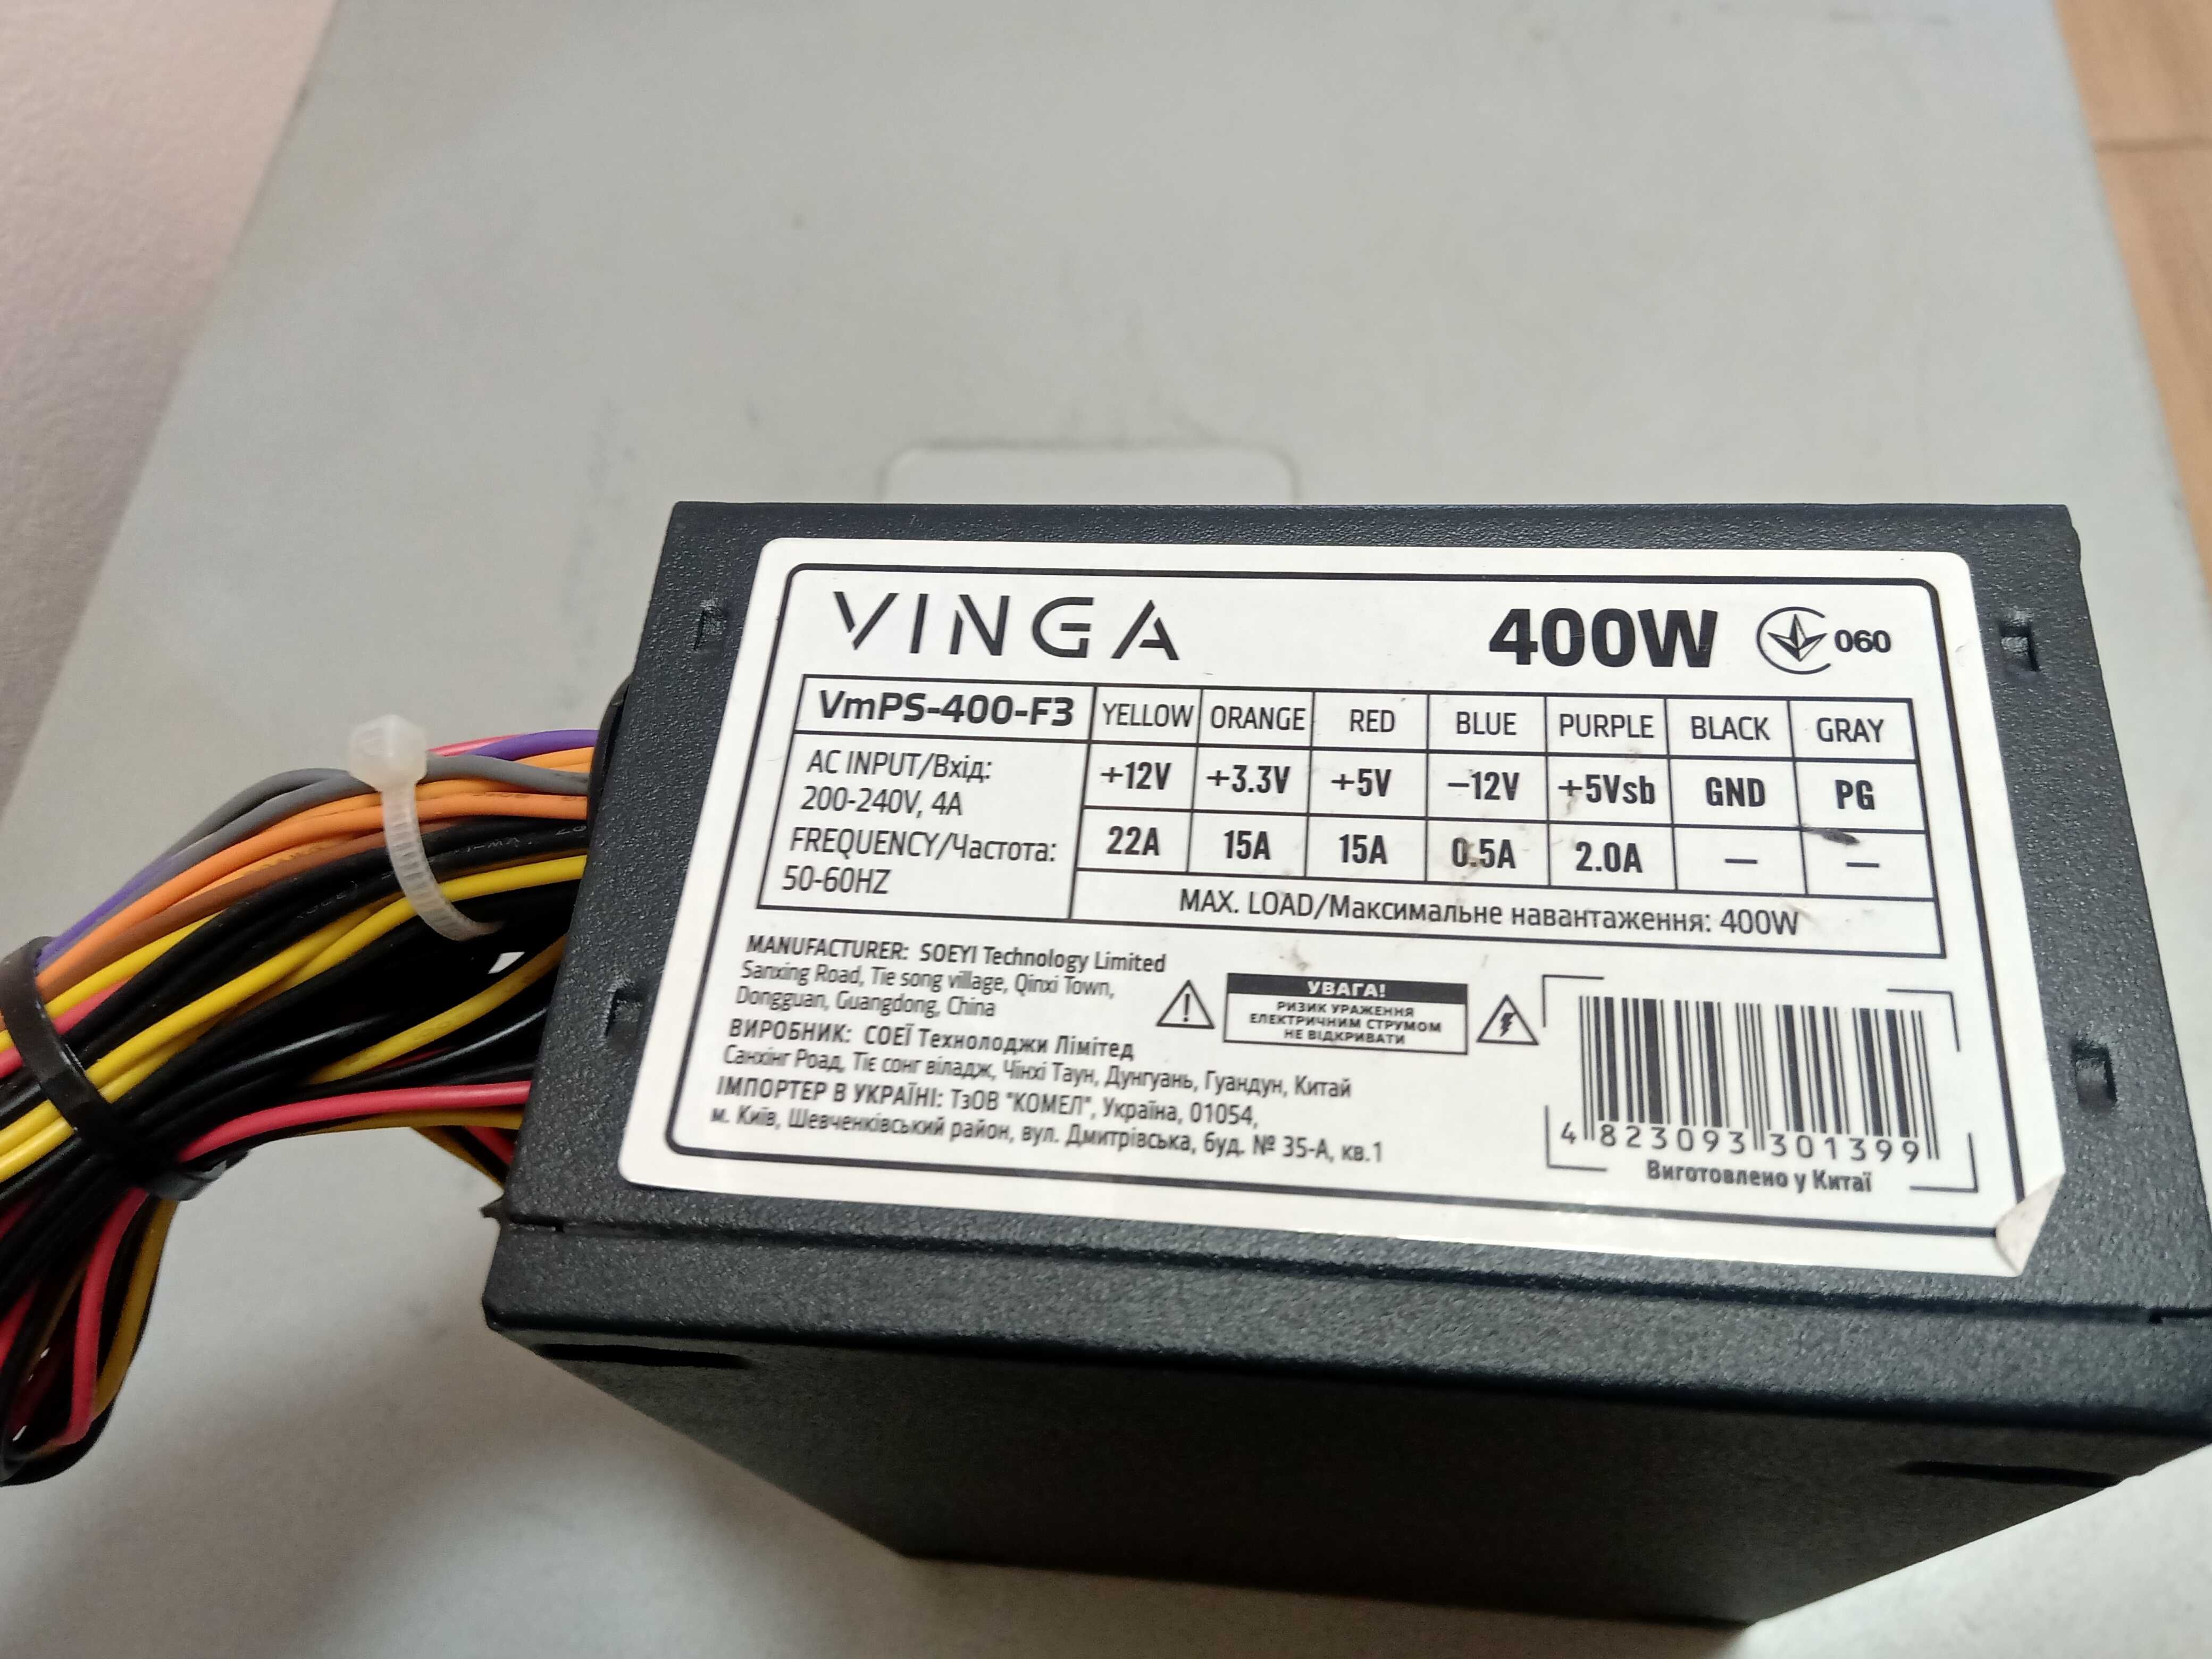 VINGA 400W 060
VmPS-400-F3 YELLOW ORANGE RED BLUE PURPLE BLACK GRAY
AC INPUT/Вхід: +12V +3.3V +5V –12V +5Vsb GND PG
200-240V, 4A
FREQUENCY/Частота: 22A 15A 15A 0.5A 2.0A — —
50-60HZ
MAX. LOAD/Максимальне навантаження: 400W
MANUFACTURER: SOEYI Technology Limited
Sanxing Road, Tie song village, Qinxi Town,
Dongguan, Guangdong, China
ВИРОБНИК: СОЕЇ Технолоджи Лімітед
Санхінг Роад, Тіє сонг віладж, Чінхі Таун, Дунгуань, Гуандун, Китай
ІМПОРТЕР В УКРАЇНІ: ТзОВ "КОМЕЛ", Україна, 01054,
м. Київ, Шевченківський район, вул. Дмитрівська, буд. № 35-А, кв.1
УВАГА!
РИЗИК УРАЖЕННЯ
ЕЛЕКТРИЧНИМ СТРУМОМ
НЕ ВІДКРИВАТИ
4 823093 301399
Виготовлено у Китаї